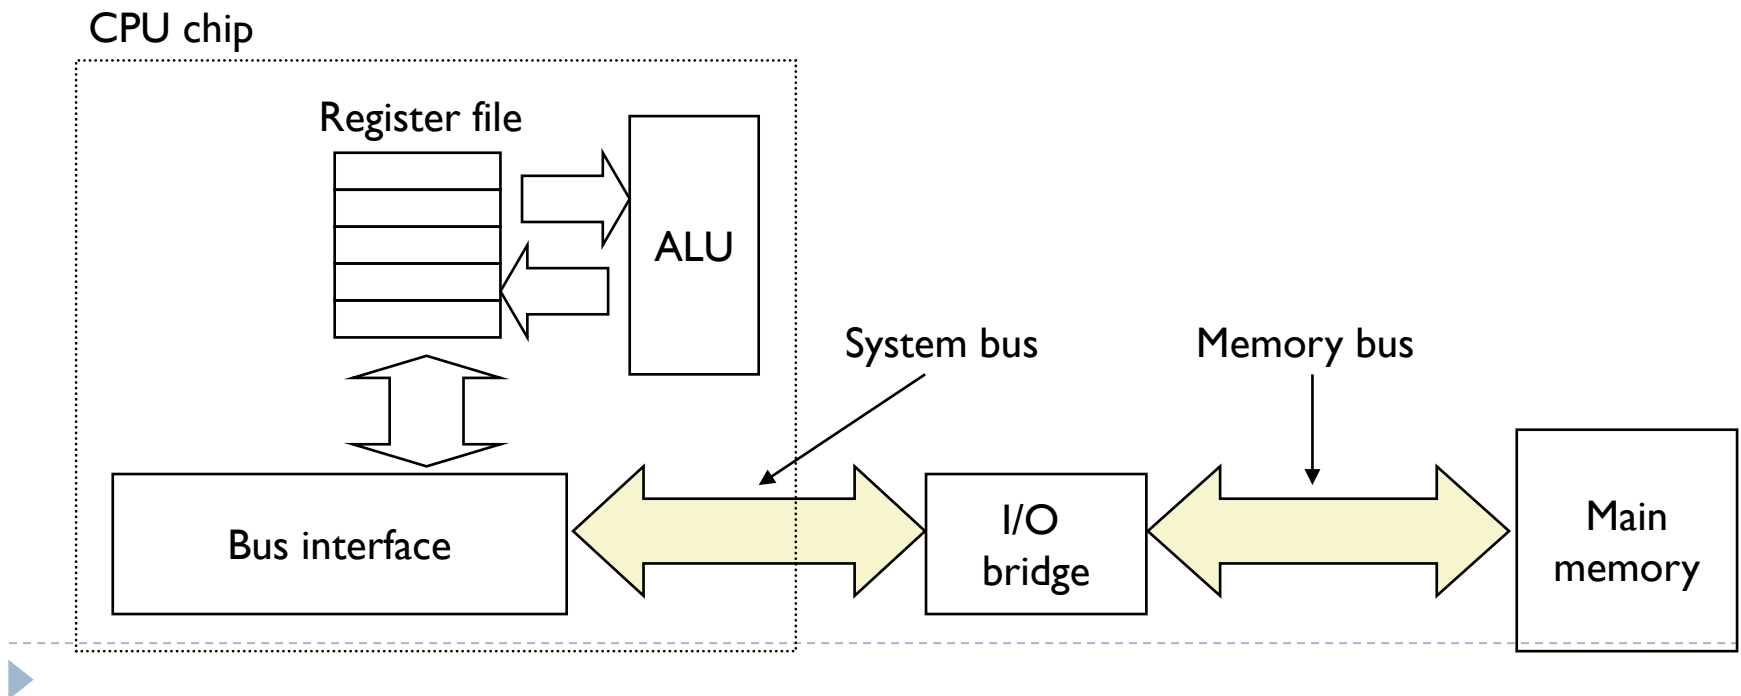 CPU chip
Register file
ALU
System bus
Memory bus
Bus interface
I/O
bridge
Main
memory